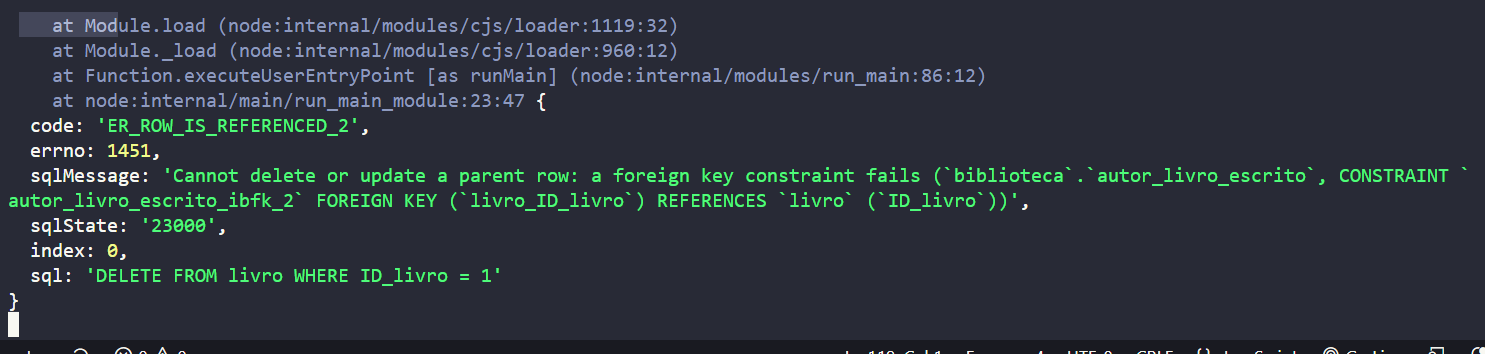 at Module.load (node:internal/modules/cjs/loader:1119:32)
at Module._load (node:internal/modules/cjs/loader:960:12)
at Function.executeUserEntryPoint [as runMain] (node:internal/modules/run_main:86:12)
at node:internal/main/run_main_module:23:47 {
code: 'ER_ROW_IS_REFERENCED_2',
errno: 1451,
sqlMessage: 'Cannot delete or update a parent row: a foreign key constraint fails (`biblioteca`.`autor_livro_escrito`, CONSTRAINT `
autor_livro_escrito_ibfk_2` FOREIGN KEY (`livro_ID_livro`) REFERENCES `livro` (`ID_livro`))',
sqlState: '23000',
index: 0,
sql: 'DELETE FROM livro WHERE ID_livro = 1'
}